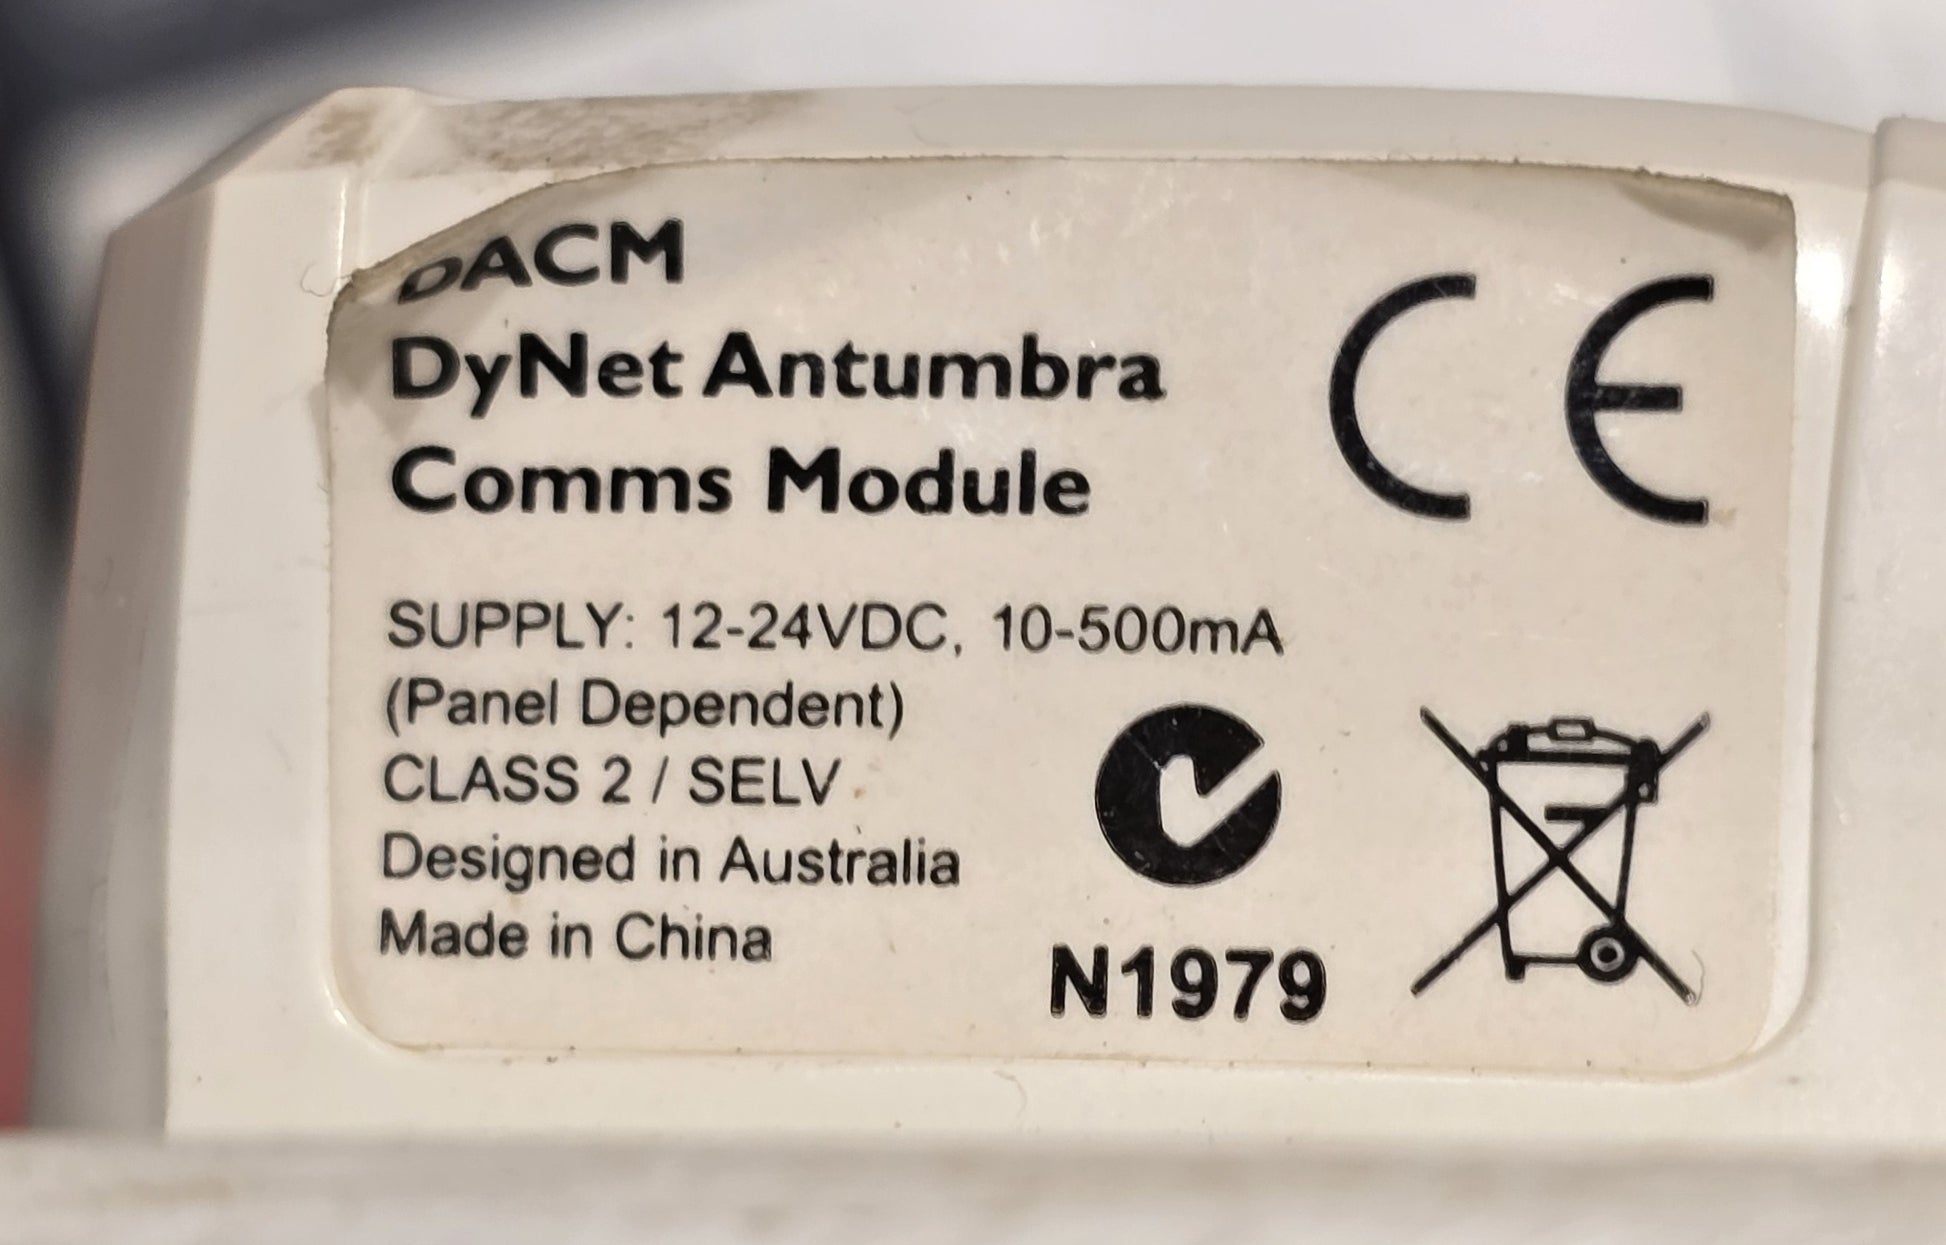 DACM
DyNet Antumbra
Comms Module
CE
SUPPLY: 12-24VDC, 10-500mA
(Panel Dependent)
CLASS 2 / SELV
Designed in Australia
Made in China
N1979